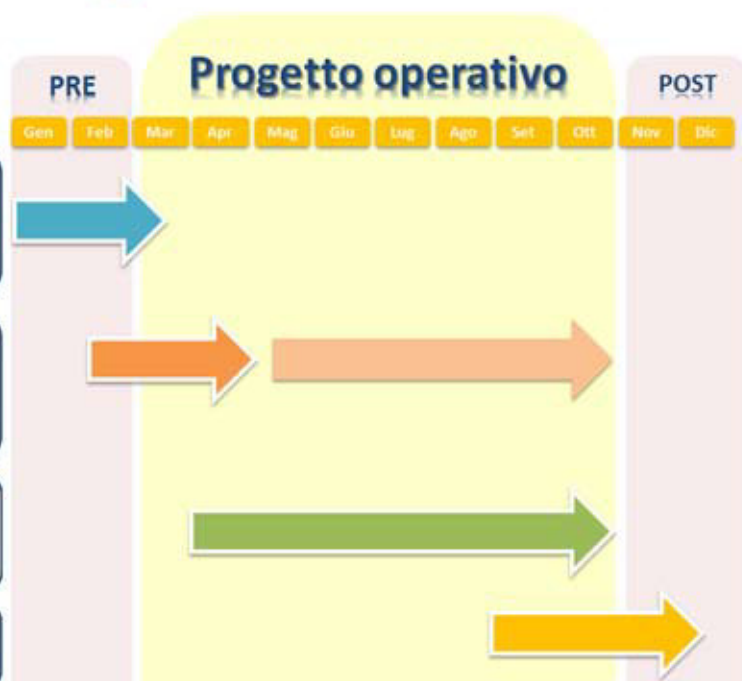 PRE
Progetto operativo
POST
Gen Feb Mar Apr Mag Giu Lug Ago Set Ott Nov Dic